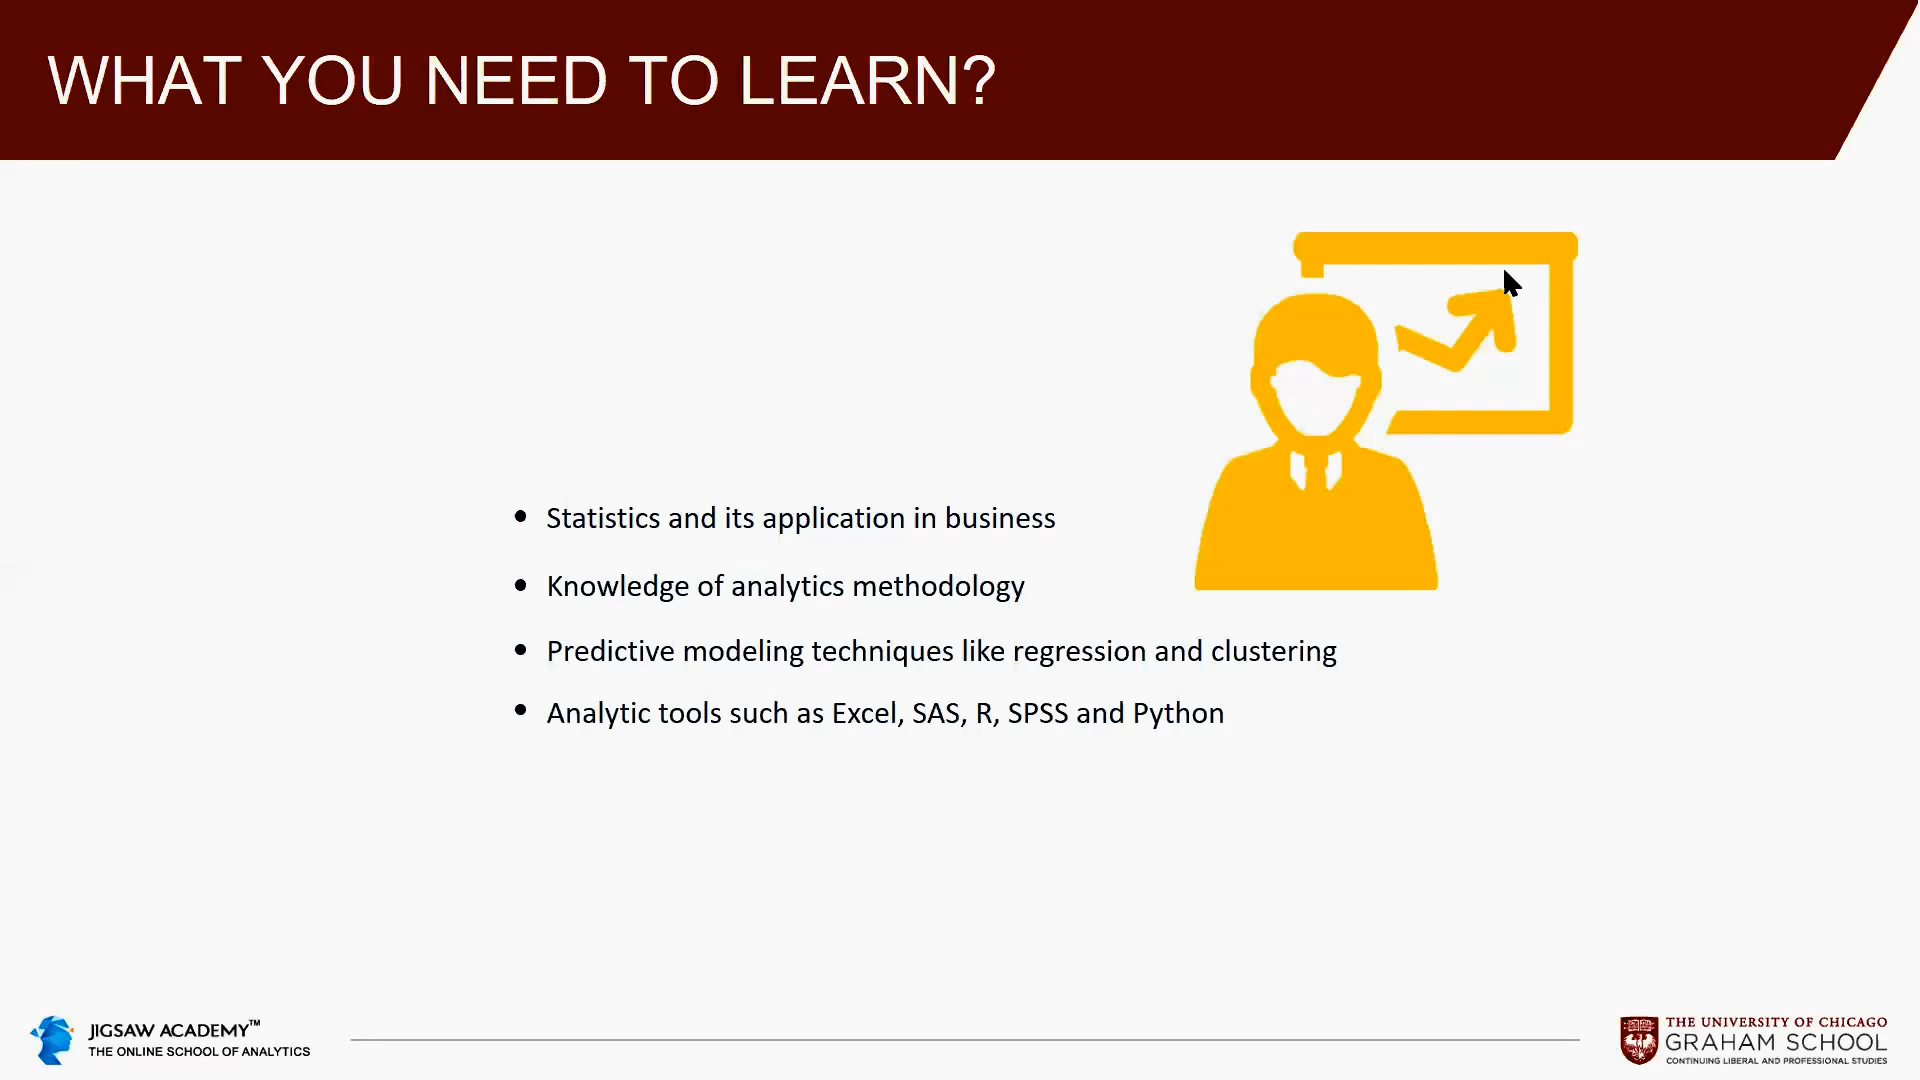 WHAT YOU NEED TO LEARN?
• Statistics and its application in business
• Knowledge of analytics methodology
• Predictive modeling techniques like regression and clustering
• Analytic tools such as Excel, SAS, R, SPSS and Python
JIGSAW ACADEMY™
THE ONLINE SCHOOL OF ANALYTICS
THE UNIVERSITY OF CHICAGO
GRAHAM SCHOOL
CONTINUING LIBERAL AND PROFESSIONAL STUDIES